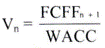 Vₙ = FCFFₙ ₊ ₁ / WACC